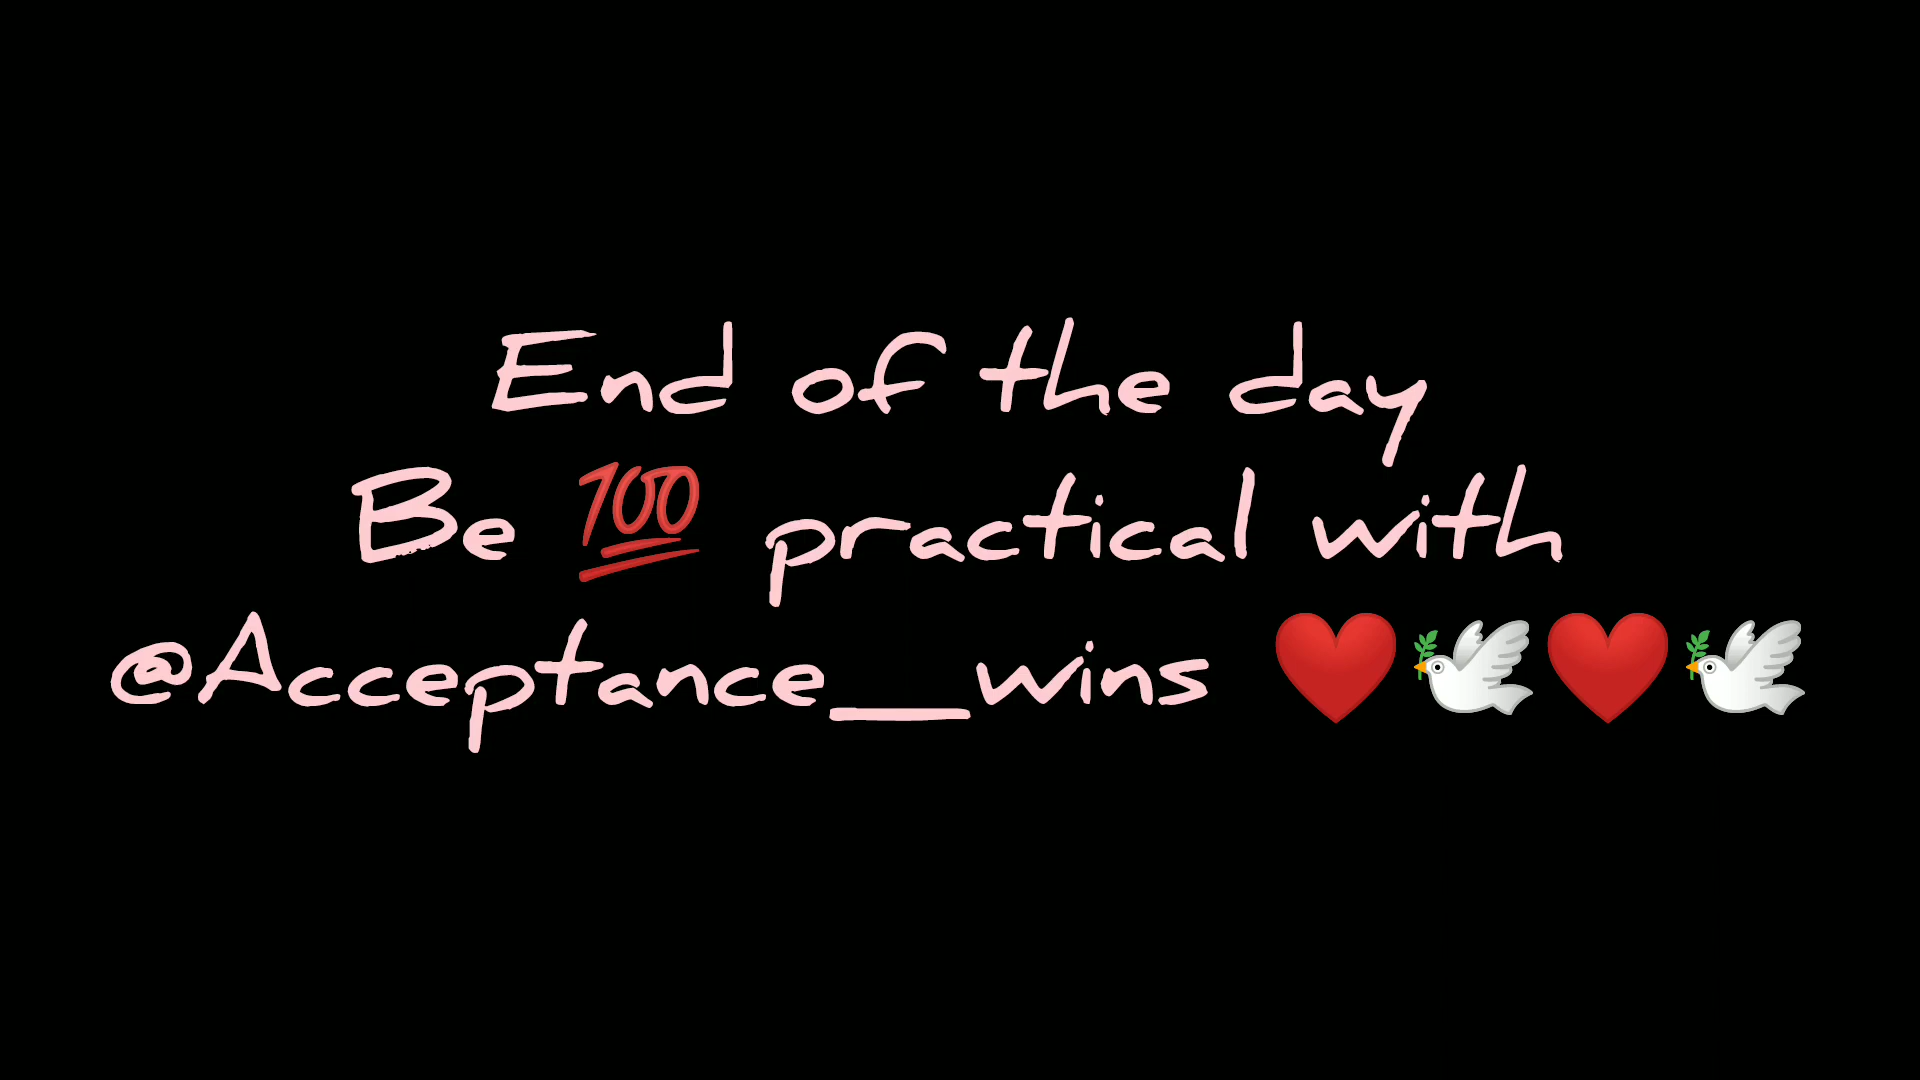 End of the day
Be 💯 practical with
@Acceptance__wins ❤️🕊️❤️🕊️